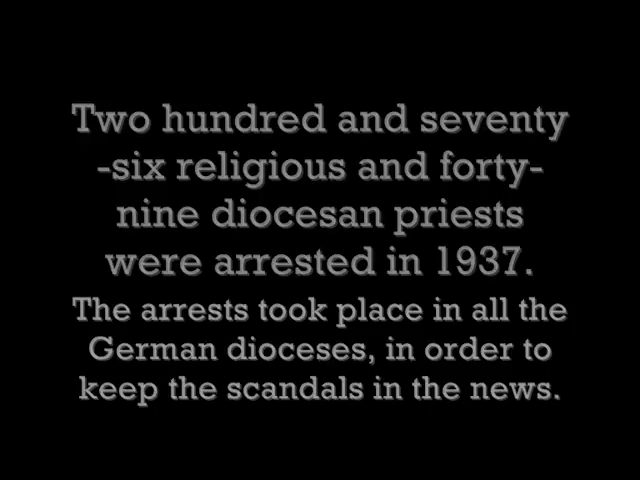 Two hundred and seventy
-six religious and forty-
nine diocesan priests
were arrested in 1937.
The arrests took place in all the
German dioceses, in order to
keep the scandals in the news.